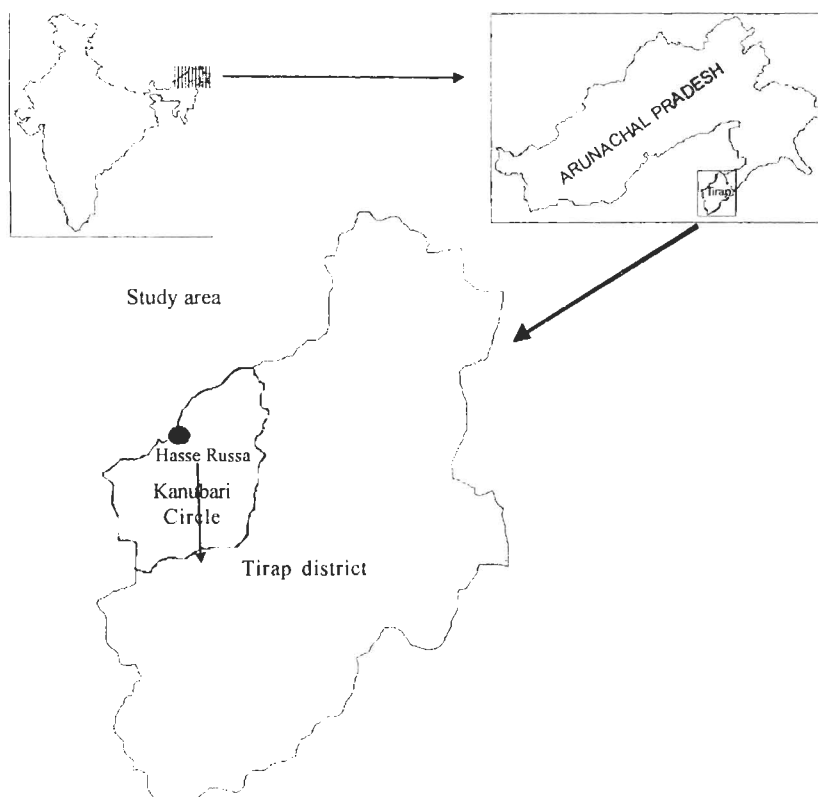 ARUNACHAL PRADESH
Tirap
Study area
Hasse Russa
Kanubari
Circle
Tirap district